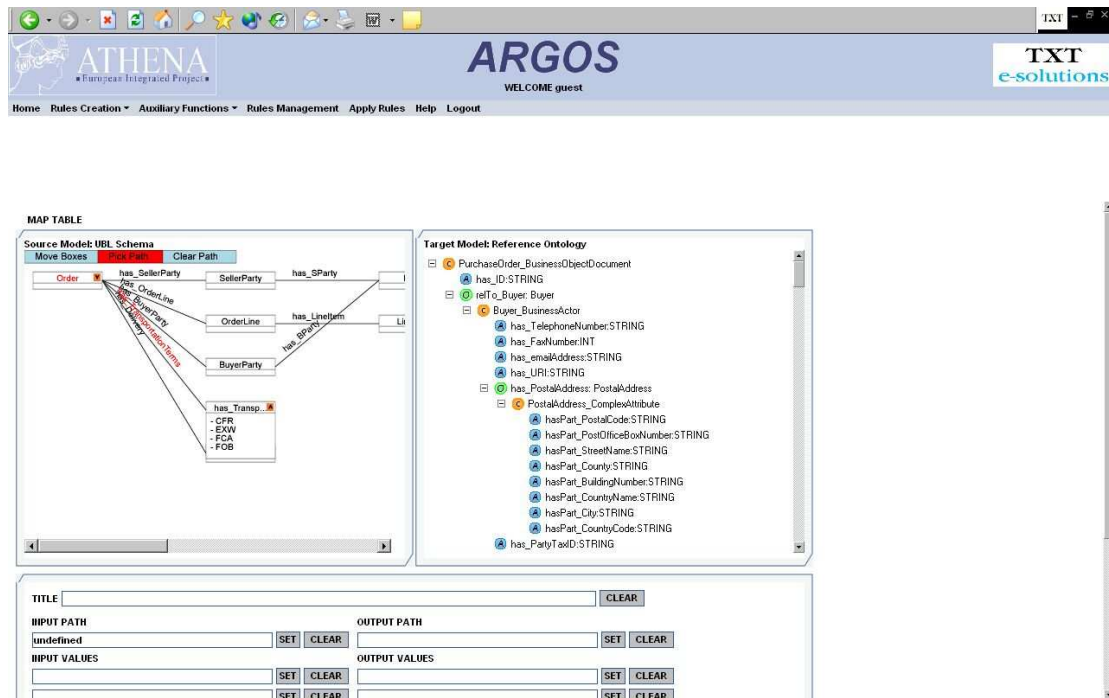 TXT
ATHENA
European Integrated Project
ARGOS
WELCOME guest
TXT
e-solutions
Home Rules Creation Auxiliary Functions Rules Management Apply Rules Help Logout
MAP TABLE
Source Model: UBL Schema
Move Boxes Pick Path Clear Path
Order
has_SellerParty
SellerParty
has_SParty
has_OrderLine
OrderLine
has_LineItem
Li
has_BuyerParty
BuyerParty
has_BParty
has_TransportationTerms
has_Delivery
has_Transp...
- CFR
- EXW
- FCA
- FOB
Target Model: Reference Ontology
C PurchaseOrder_BusinessObjectDocument
A has_ID:STRING
O relTo_Buyer: Buyer
C Buyer_BusinessActor
A has_TelephoneNumber:STRING
A has_FaxNumber:INT
A has_emailAddress:STRING
A has_URI:STRING
O has_PostalAddress: PostalAddress
C PostalAddress_ComplexAttribute
A hasPart_PostalCode:STRING
A hasPart_PostOfficeBoxNumber:STRING
A hasPart_StreetName:STRING
A hasPart_County:STRING
A hasPart_BuildingNumber:STRING
A hasPart_CountryName:STRING
A hasPart_City:STRING
A hasPart_CountryCode:STRING
A has_PartyTaxID:STRING
TITLE CLEAR
INPUT PATH OUTPUT PATH
undefined SET CLEAR SET CLEAR
INPUT VALUES OUTPUT VALUES
SET CLEAR SET CLEAR
SET CLEAR SET CLEAR